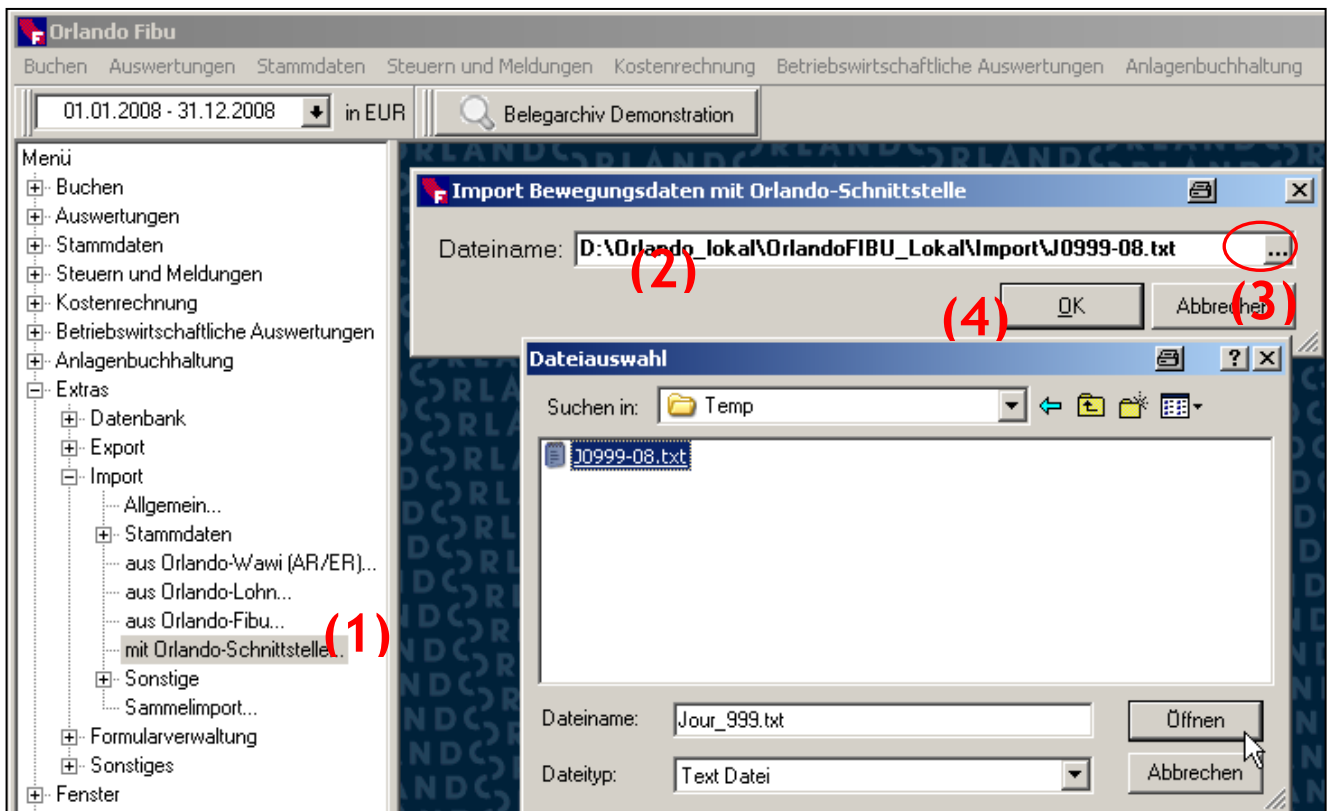 Orlando Fibu
Buchen Auswertungen Stammdaten Steuern und Meldungen Kostenrechnung Betriebswirtschaftliche Auswertungen Anlagenbuchhaltung
01.01.2008 - 31.12.2008 in EUR Belegarchiv Demonstration
Menü
Buchen
Auswertungen
Stammdaten
Steuern und Meldungen
Kostenrechnung
Betriebswirtschaftliche Auswertungen
Anlagenbuchhaltung
Extras
Datenbank
Export
Import
Allgemein...
Stammdaten
aus Orlando-Wawi (AR/ER)...
aus Orlando-Lohn...
aus Orlando-Fibu...
mit Orlando-Schnittstelle... (1)
Sonstige
Sammelimport...
Formularverwaltung
Sonstiges
Fenster
Import Bewegungsdaten mit Orlando-Schnittstelle
Dateiname: D:\Orlando_lokal\OrlandoFIBU_Lokal\Import\J0999-08.txt ...
(2)
(4) OK Abbrechen (3)
Dateiauswahl
Suchen in: Temp
J0999-08.txt
Dateiname: Jour_999.txt Öffnen
Dateityp: Text Datei Abbrechen